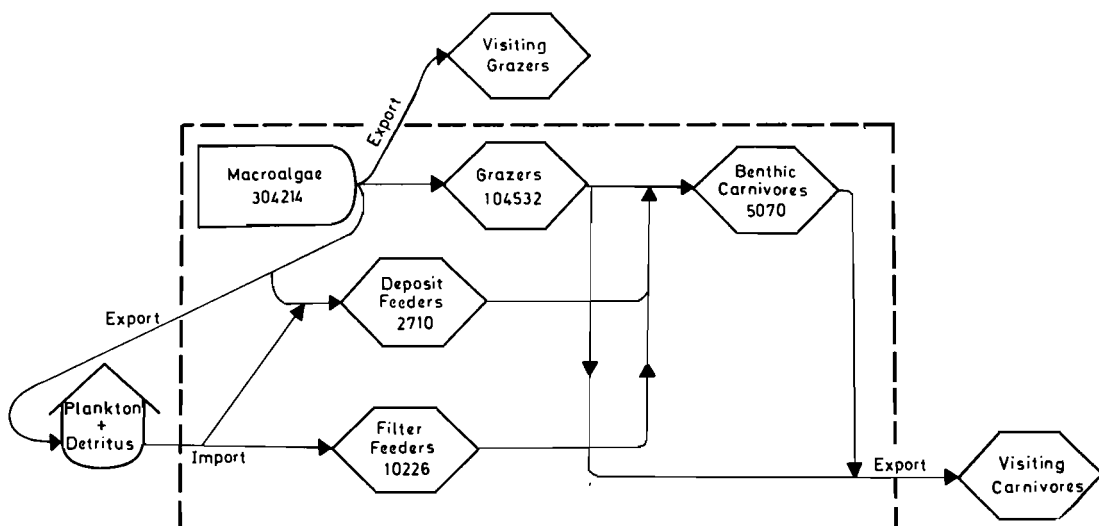 Visiting
Grazers
Export
Macroalgae
304214
Grazers
104532
Benthic
Carnivores
5070
Deposit
Feeders
2710
Export
Plankton
+
Detritus
Import
Filter
Feeders
10226
Export
Visiting
Carnivores